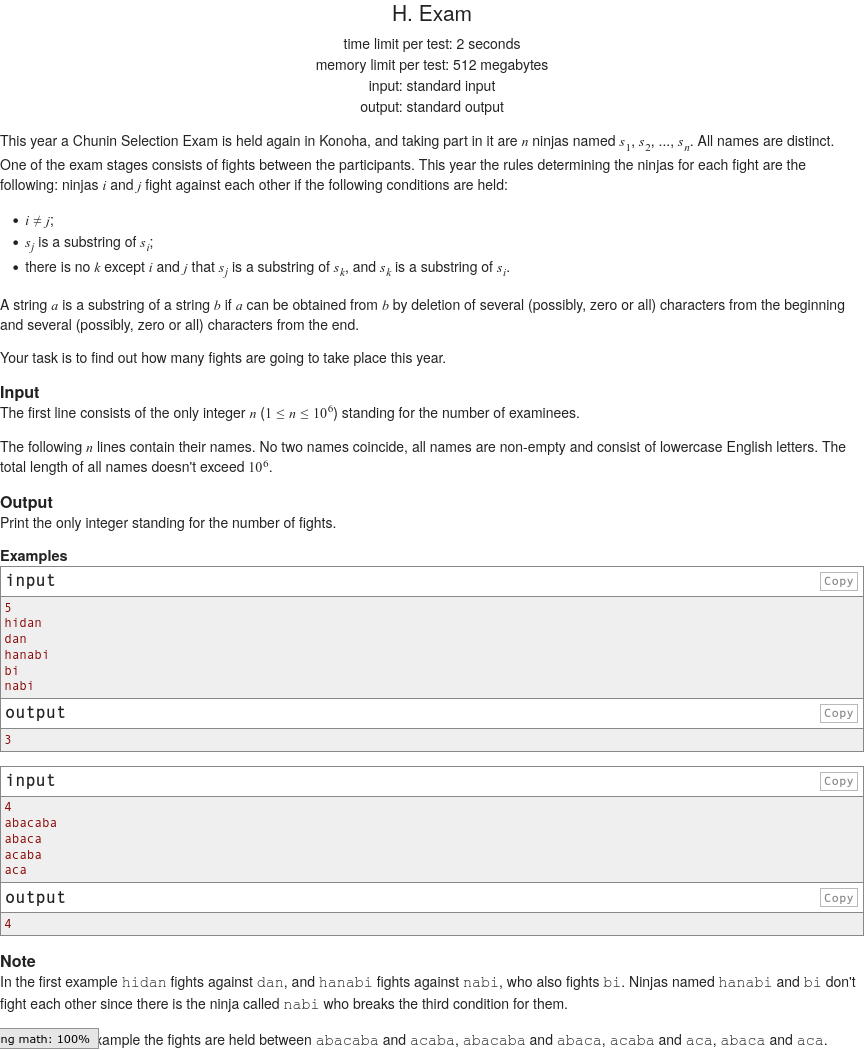 H. Exam
time limit per test: 2 seconds
memory limit per test: 512 megabytes
input: standard input
output: standard output
This year a Chunin Selection Exam is held again in Konoha, and taking part in it are n ninjas named s1, s2, ..., sn. All names are distinct.
One of the exam stages consists of fights between the participants. This year the rules determining the ninjas for each fight are the
following: ninjas i and j fight against each other if the following conditions are held:
• i ≠ j;
• sj is a substring of si;
• there is no k except i and j that sj is a substring of sk, and sk is a substring of si.
A string a is a substring of a string b if a can be obtained from b by deletion of several (possibly, zero or all) characters from the beginning
and several (possibly, zero or all) characters from the end.
Your task is to find out how many fights are going to take place this year.
Input
The first line consists of the only integer n (1 ≤ n ≤ 10^6) standing for the number of examinees.
The following n lines contain their names. No two names coincide, all names are non-empty and consist of lowercase English letters. The
total length of all names doesn't exceed 10^6.
Output
Print the only integer standing for the number of fights.
Examples
input Copy
5
hidan
dan
hanabi
bi
nabi
output Copy
3
input Copy
4
abacaba
abaca
acaba
aca
output Copy
4
Note
In the first example hidan fights against dan, and hanabi fights against nabi, who also fights bi. Ninjas named hanabi and bi don't
fight each other since there is the ninja called nabi who breaks the third condition for them.
ng math: 100% xample the fights are held between abacaba and acaba, abacaba and abaca, acaba and aca, abaca and aca.